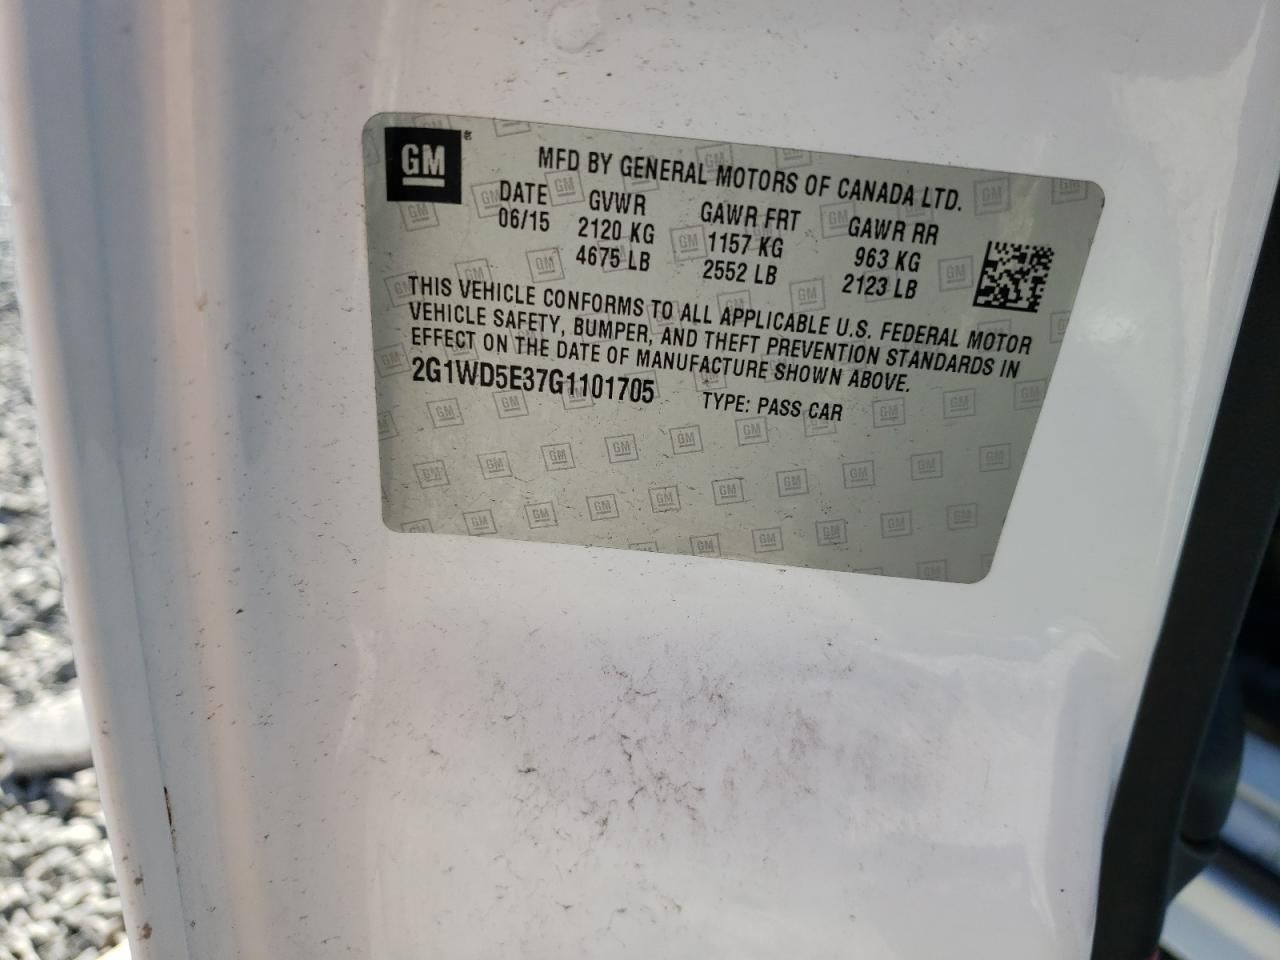 GM
MFD BY GENERAL MOTORS OF CANADA LTD.
DATE GVWR GAWR FRT GAWR RR
06/15 2120 KG 1157 KG 963 KG
4675 LB 2552 LB 2123 LB
THIS VEHICLE CONFORMS TO ALL APPLICABLE U.S. FEDERAL MOTOR
VEHICLE SAFETY, BUMPER, AND THEFT PREVENTION STANDARDS IN
EFFECT ON THE DATE OF MANUFACTURE SHOWN ABOVE.
2G1WD5E37G1101705 TYPE: PASS CAR